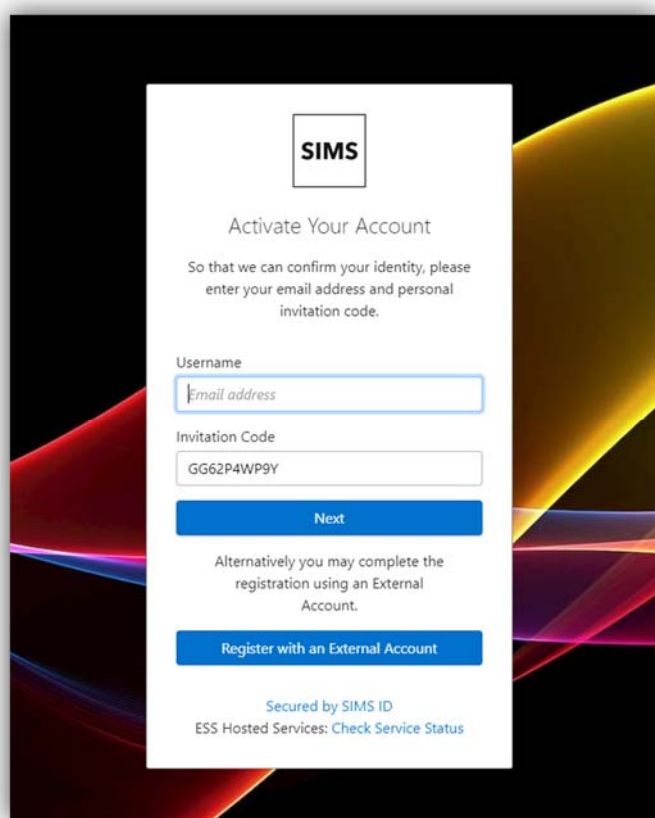 SIMS
Activate Your Account
So that we can confirm your identity, please
enter your email address and personal
invitation code.
Username
Email address
Invitation Code
GG62P4WP9Y
Next
Alternatively you may complete the
registration using an External
Account.
Register with an External Account
Secured by SIMS ID
ESS Hosted Services: Check Service Status